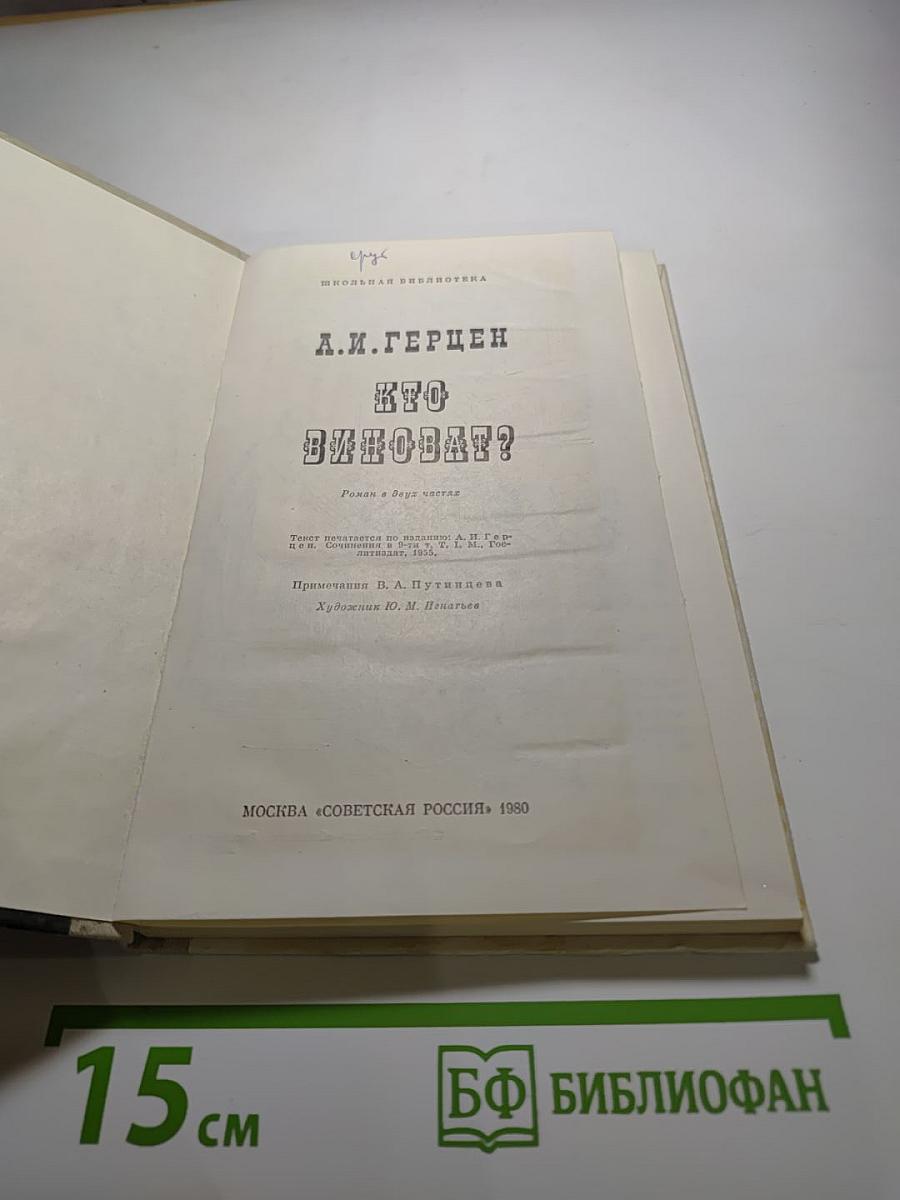 ШКОЛЬНАЯ БИБЛИОТЕКА
А.И.ГЕРЦЕН
КТО
ВИНОВАТ?
Роман в двух частях
Текст печатается по изданию: А. И. Гер-
цен. Сочинения в 9-ти т. Т. I. М., Гос-
литиздат, 1955.
Примечания В. А. Путинцева
Художник Ю. М. Игнатьев
МОСКВА «СОВЕТСКАЯ РОССИЯ» 1980
15 см
БФ БИБЛИОФАН